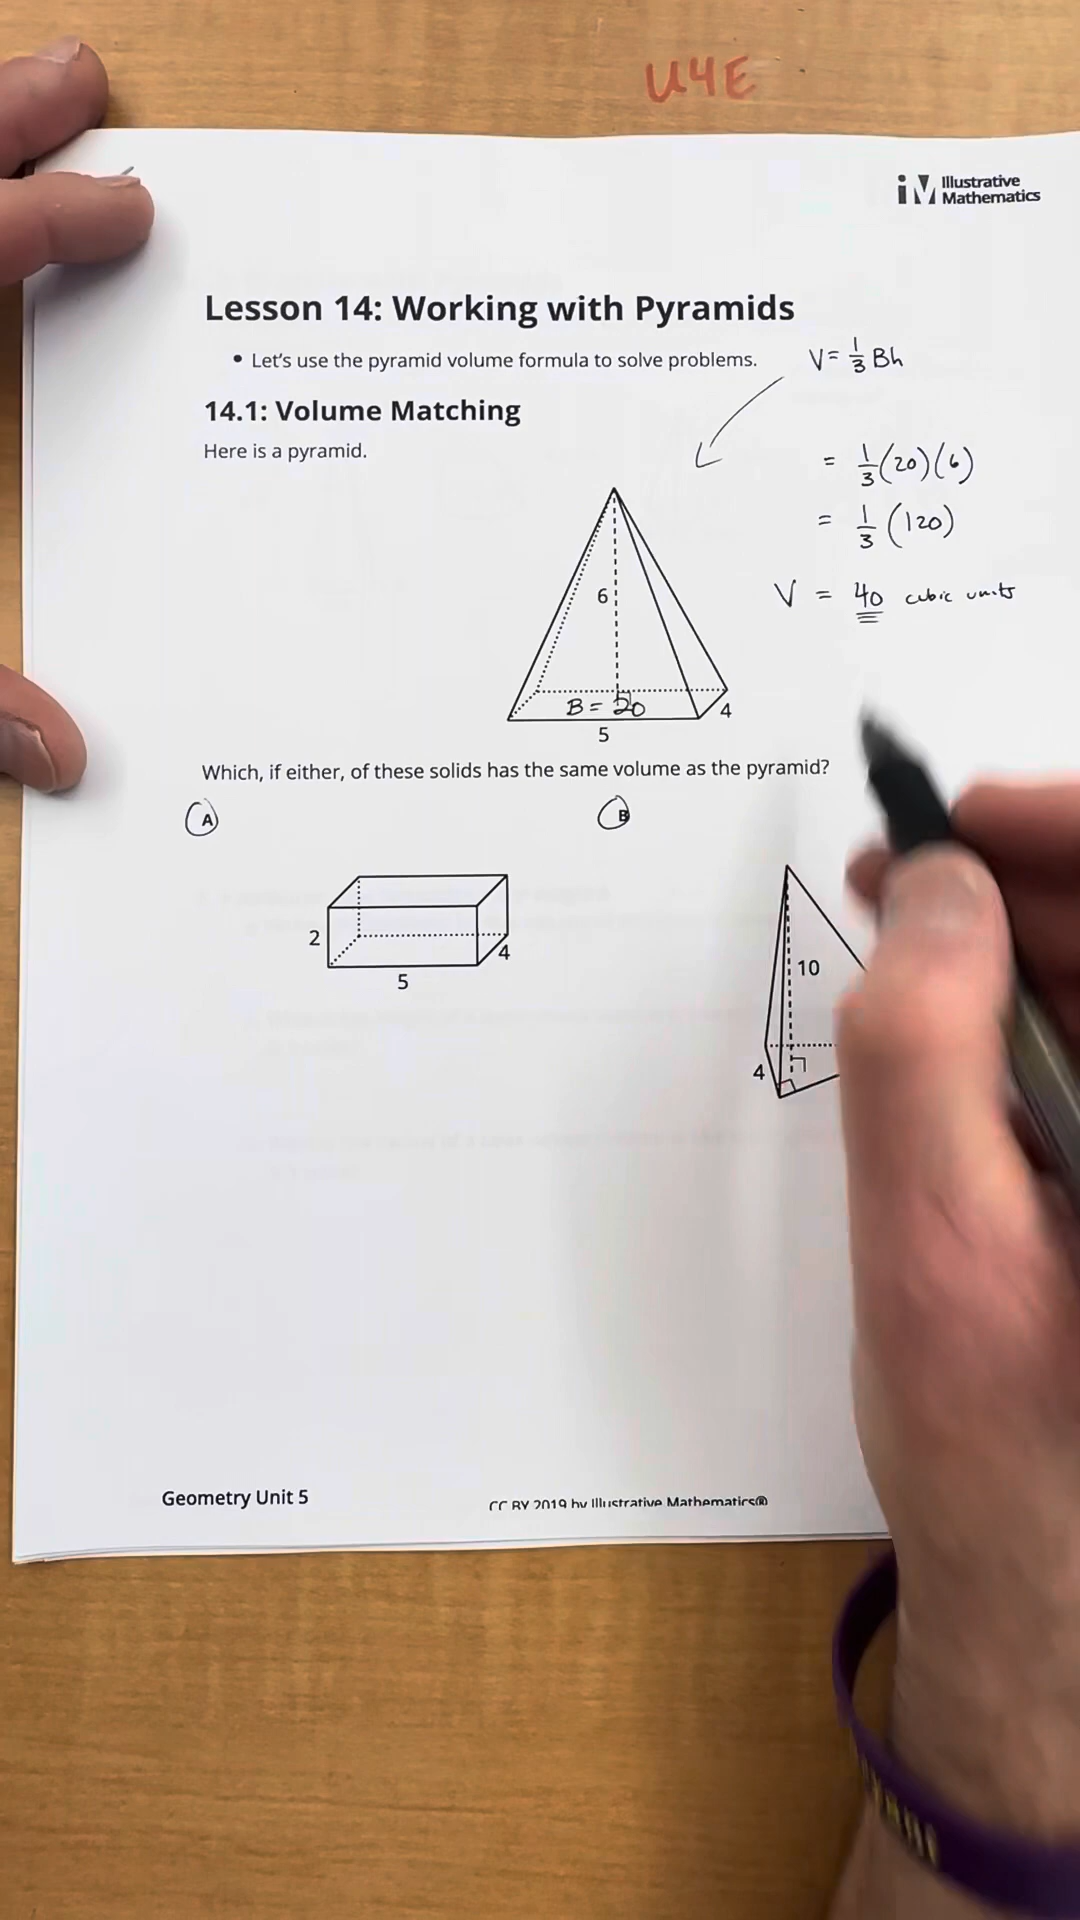 U4E
Illustrative
Mathematics
Lesson 14: Working with Pyramids
• Let's use the pyramid volume formula to solve problems.
V = 1/3 Bh
14.1: Volume Matching
Here is a pyramid.
= 1/3 (20)(6)
= 1/3 (120)
V = 40 cubic units
6
B = 20
4
5
Which, if either, of these solids has the same volume as the pyramid?
A
B
2
4
5
10
4
Geometry Unit 5
CC BY 2019 by Illustrative Mathematics®